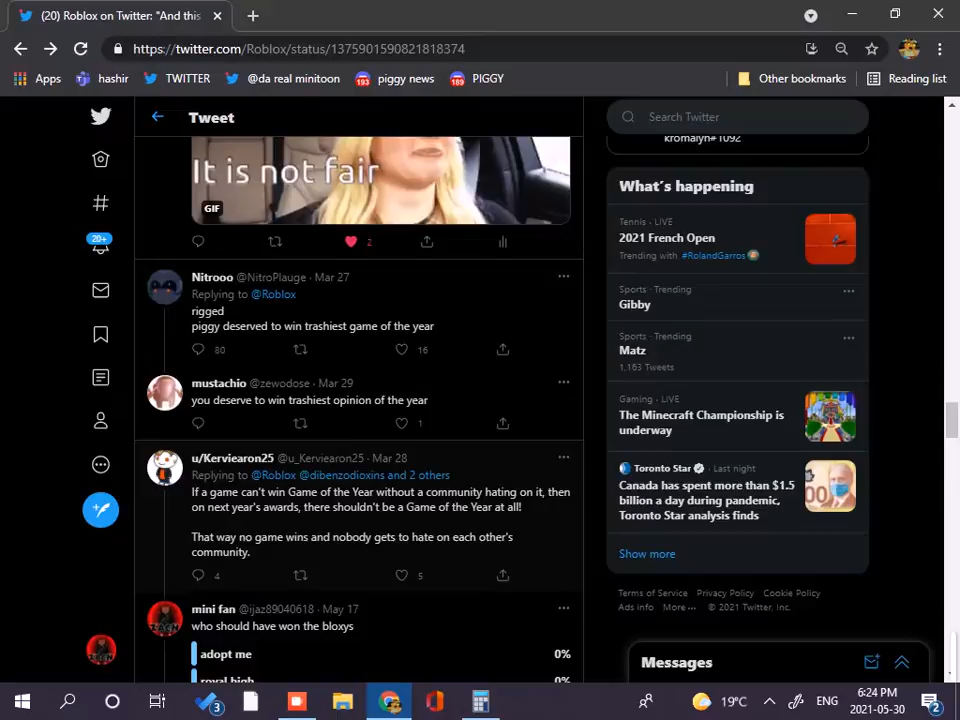 (20) Roblox on Twitter: "And this
https://twitter.com/Roblox/status/1375901590821818374
Apps
hashir
TWITTER
@da real minitoon
193
piggy news
189
PIGGY
Other bookmarks
Reading list
Tweet
Search Twitter
kromalyn#1092
It is not fair
GIF
2
20+
What's happening
Tennis · LIVE
2021 French Open
Trending with #RolandGarros
Sports · Trending
Gibby
Sports · Trending
Matz
1,163 Tweets
Gaming · LIVE
The Minecraft Championship is
underway
Toronto Star · Last night
Canada has spent more than $1.5
billion a day during pandemic,
Toronto Star analysis finds
Show more
Terms of Service Privacy Policy Cookie Policy
Ads info More ··· © 2021 Twitter, Inc.
Nitrooo @NitroPlauge · Mar 27
Replying to @Roblox
rigged
piggy deserved to win trashiest game of the year
80
16
mustachio @zewodose · Mar 29
you deserve to win trashiest opinion of the year
1
u/Kerviearon25 @u_Kerviearon25 · Mar 28
Replying to @Roblox @dibenzodioxins and 2 others
If a game can't win Game of the Year without a community hating on it, then
on next year's awards, there shouldn't be a Game of the Year at all!
That way no game wins and nobody gets to hate on each other's
community.
4
5
mini fan @ijaz89040618 · May 17
who should have won the bloxys
adopt me 0%
royal high 0%
Messages
3
19°C
ENG
6:24 PM
2021-05-30
2